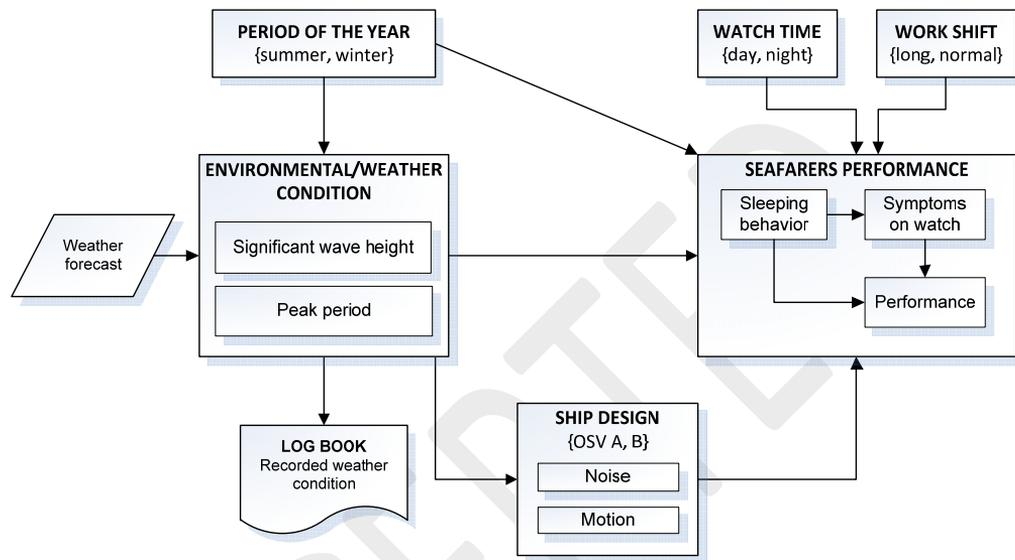 PERIOD OF THE YEAR
{summer, winter}
WATCH TIME
{day, night}
WORK SHIFT
{long, normal}
ENVIRONMENTAL/WEATHER
CONDITION
Significant wave height
Peak period
Weather
forecast
SEAFARERS PERFORMANCE
Sleeping
behavior
Symptoms
on watch
Performance
LOG BOOK
Recorded weather
condition
SHIP DESIGN
{OSV A, B}
Noise
Motion